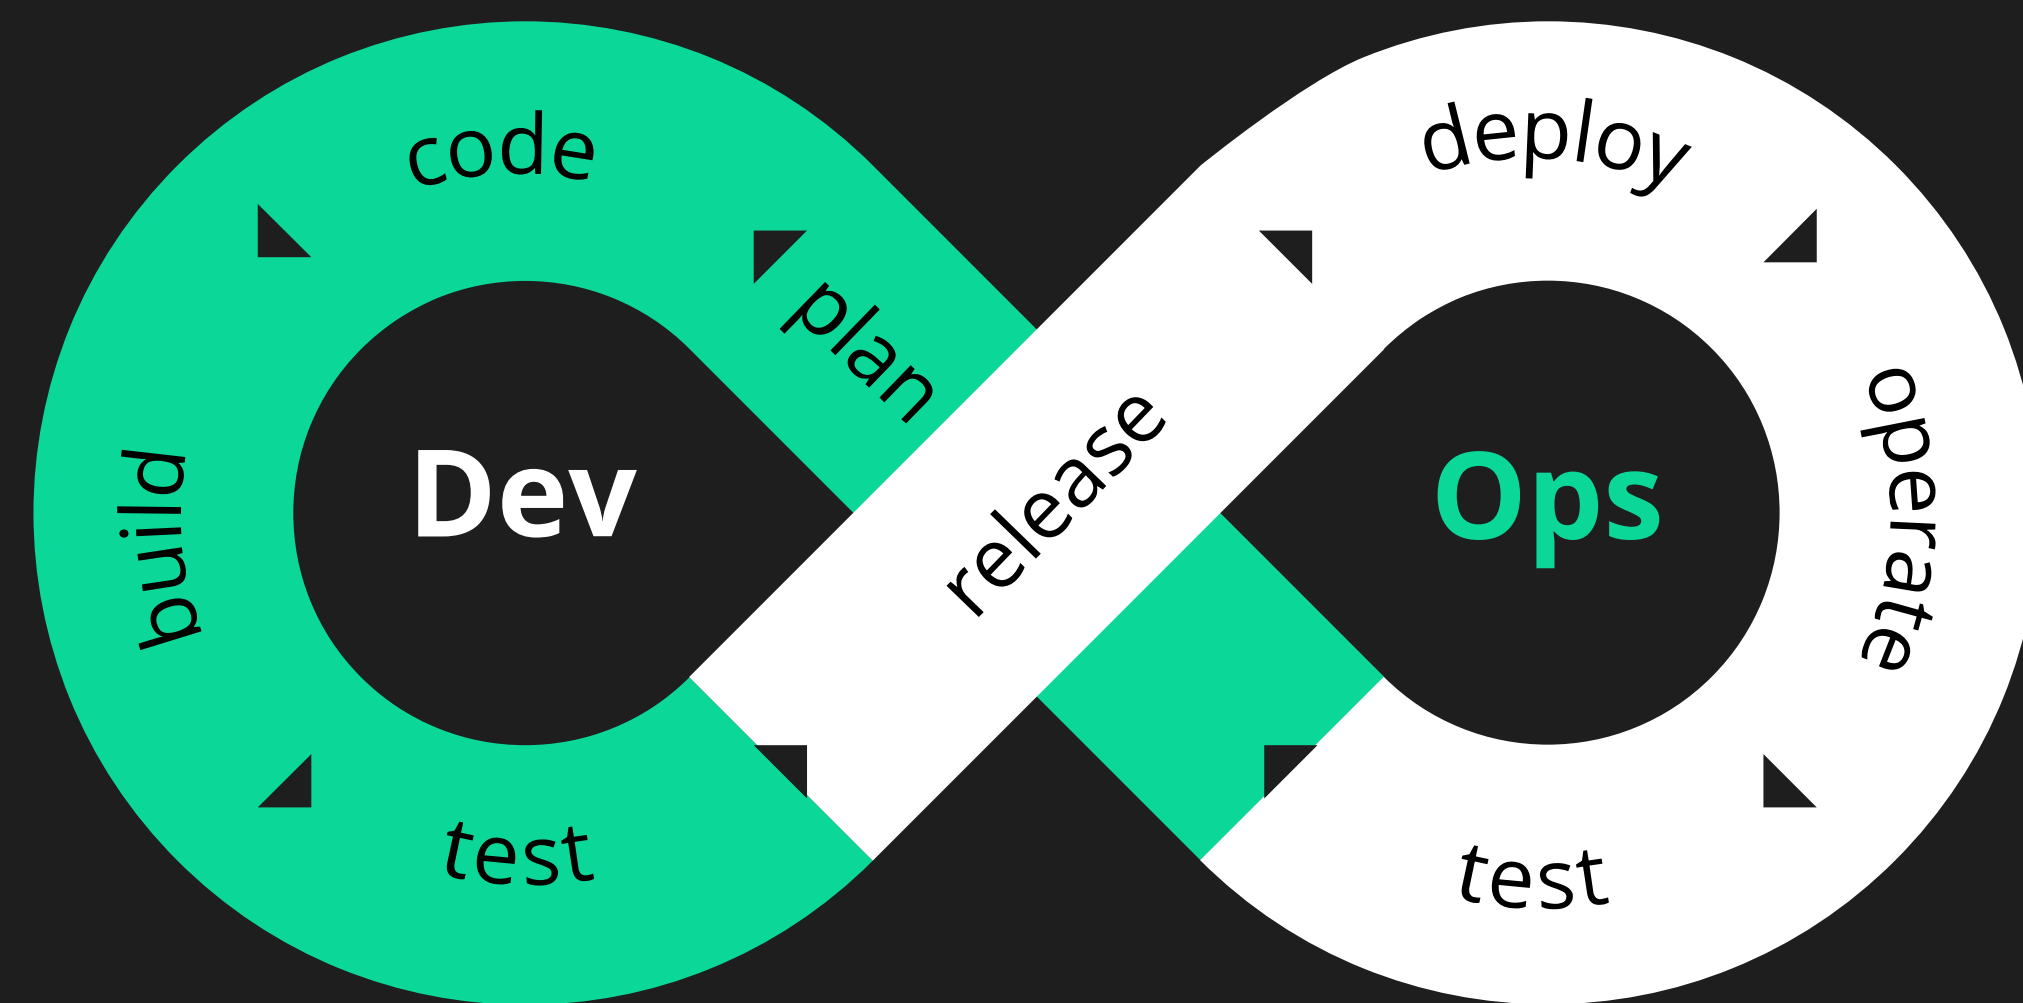 code
plan
build
Dev
test
release
deploy
operate
Ops
test